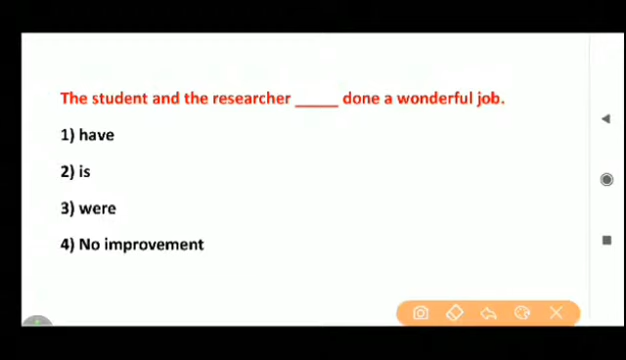 The student and the researcher _____ done a wonderful job.
1) have
2) is
3) were
4) No improvement